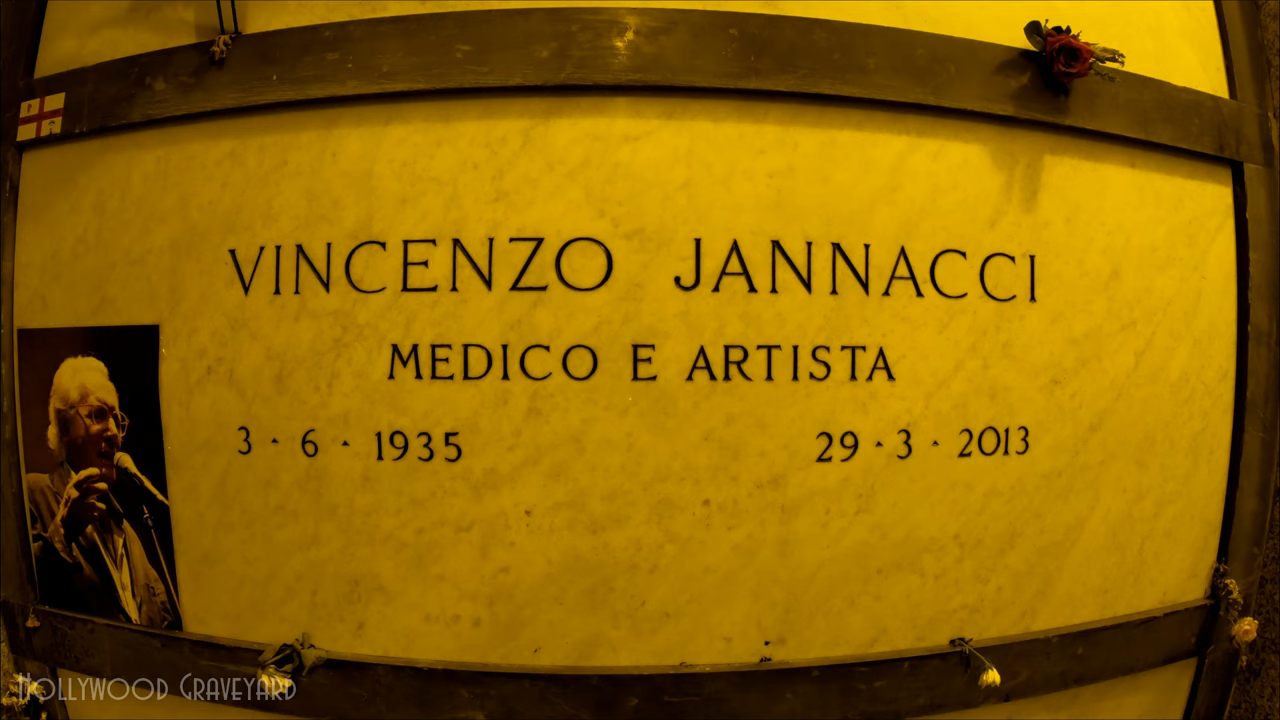 VINCENZO JANNACCI
MEDICO E ARTISTA
3 · 6 · 1935 29 · 3 · 2013
HOLLYWOOD GRAVEYARD